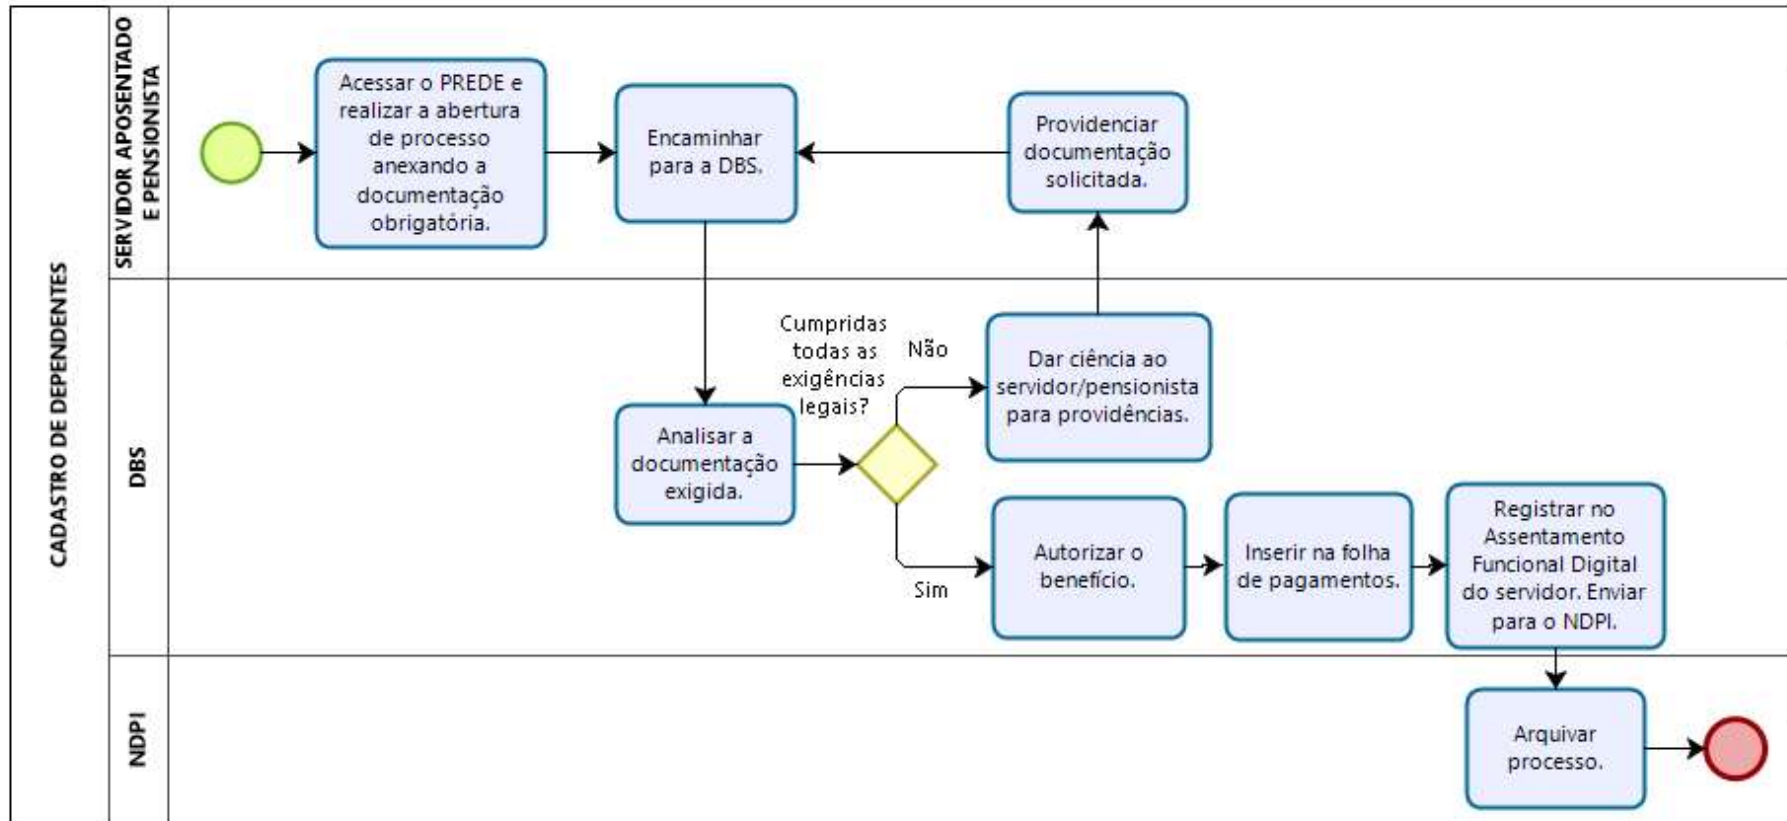 CADASTRO DE DEPENDENTES
SERVIDOR APOSENTADO
E PENSIONISTA
Acessar o PREDE e
realizar a abertura
de processo
anexando a
documentação
obrigatória.
Encaminhar
para a DBS.
Providenciar
documentação
solicitada.
DBS
Analisar a
documentação
exigida.
Cumpridas
todas as
exigências
legais?
Não
Dar ciência ao
servidor/pensionista
para providências.
Sim
Autorizar o
benefício.
Inserir na folha
de pagamentos.
Registrar no
Assentamento
Funcional Digital
do servidor. Enviar
para o NDPI.
NDPI
Arquivar
processo.